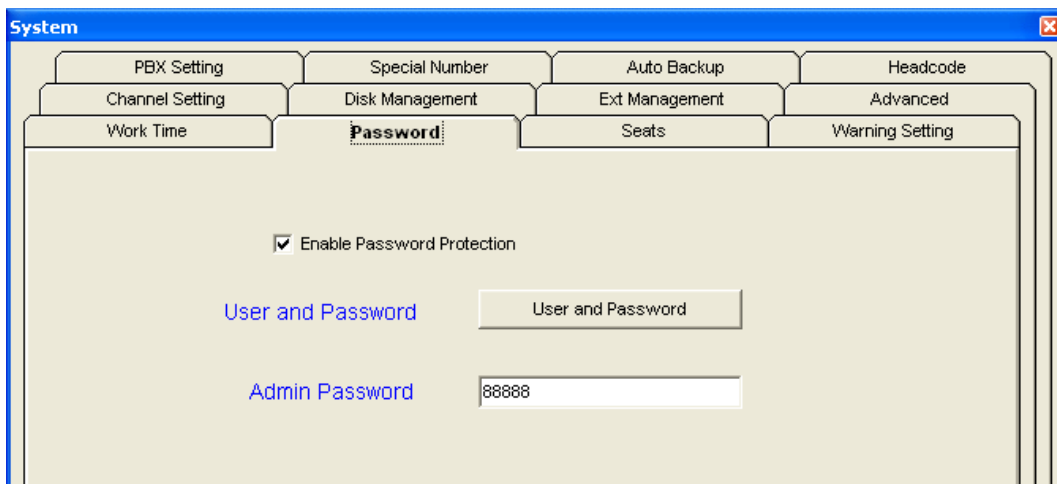 System
PBX Setting Special Number Auto Backup Headcode
Channel Setting Disk Management Ext Management Advanced
Work Time Password Seats Warning Setting
Enable Password Protection
User and Password User and Password
Admin Password 88888